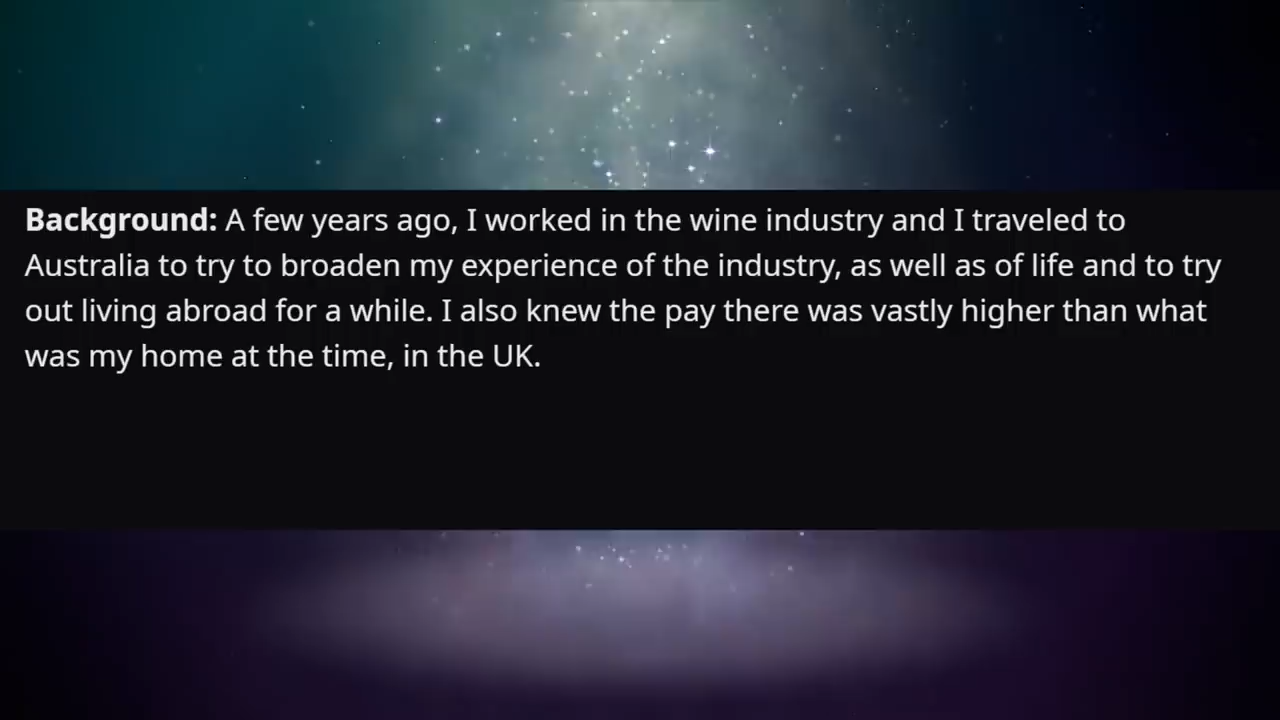 Background: A few years ago, I worked in the wine industry and I traveled to
Australia to try to broaden my experience of the industry, as well as of life and to try
out living abroad for a while. I also knew the pay there was vastly higher than what
was my home at the time, in the UK.